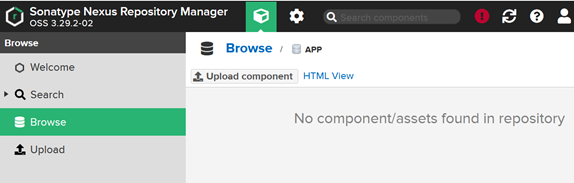 Sonatype Nexus Repository Manager
OSS 3.29.2-02
Search components
Browse
Welcome
Search
Browse
Upload
Browse / APP
Upload component HTML View
No component/assets found in repository